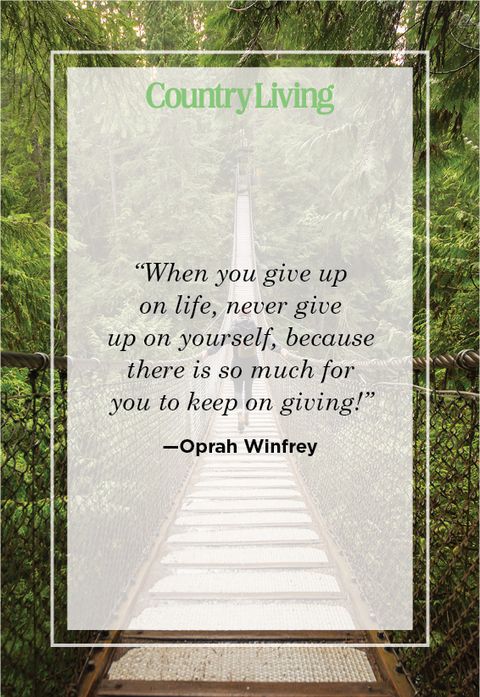 Country Living
“When you give up
on life, never give
up on yourself, because
there is so much for
you to keep on giving!”
—Oprah Winfrey